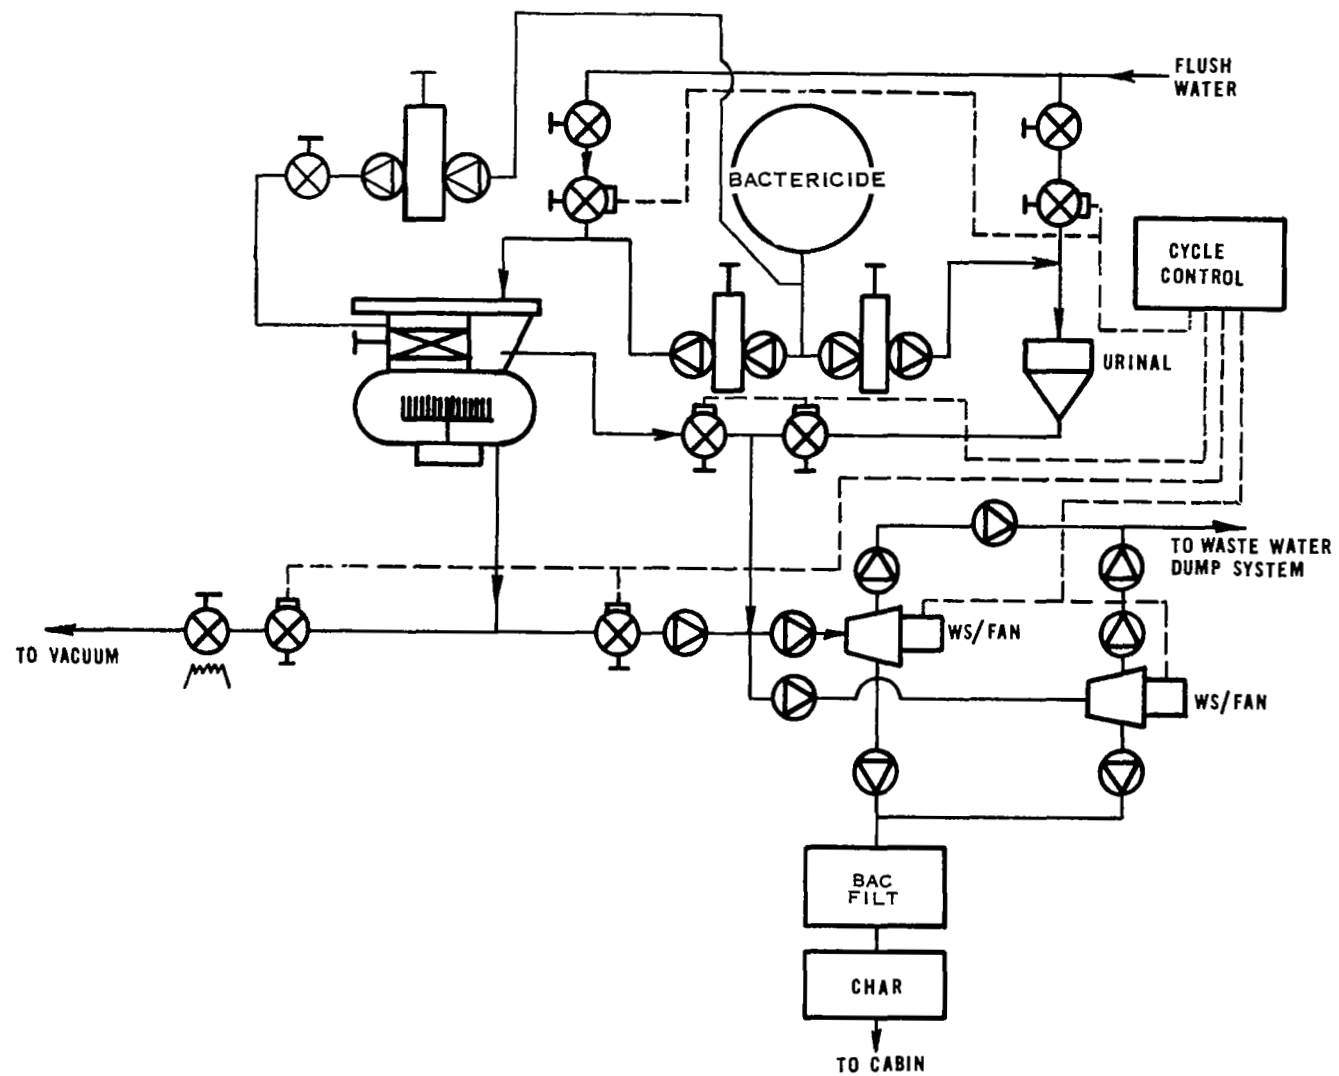 FLUSH
WATER
BACTERICIDE
CYCLE
CONTROL
URINAL
TO WASTE WATER
DUMP SYSTEM
WS/FAN
TO VACUUM
WS/FAN
BAC
FILT
CHAR
TO CABIN